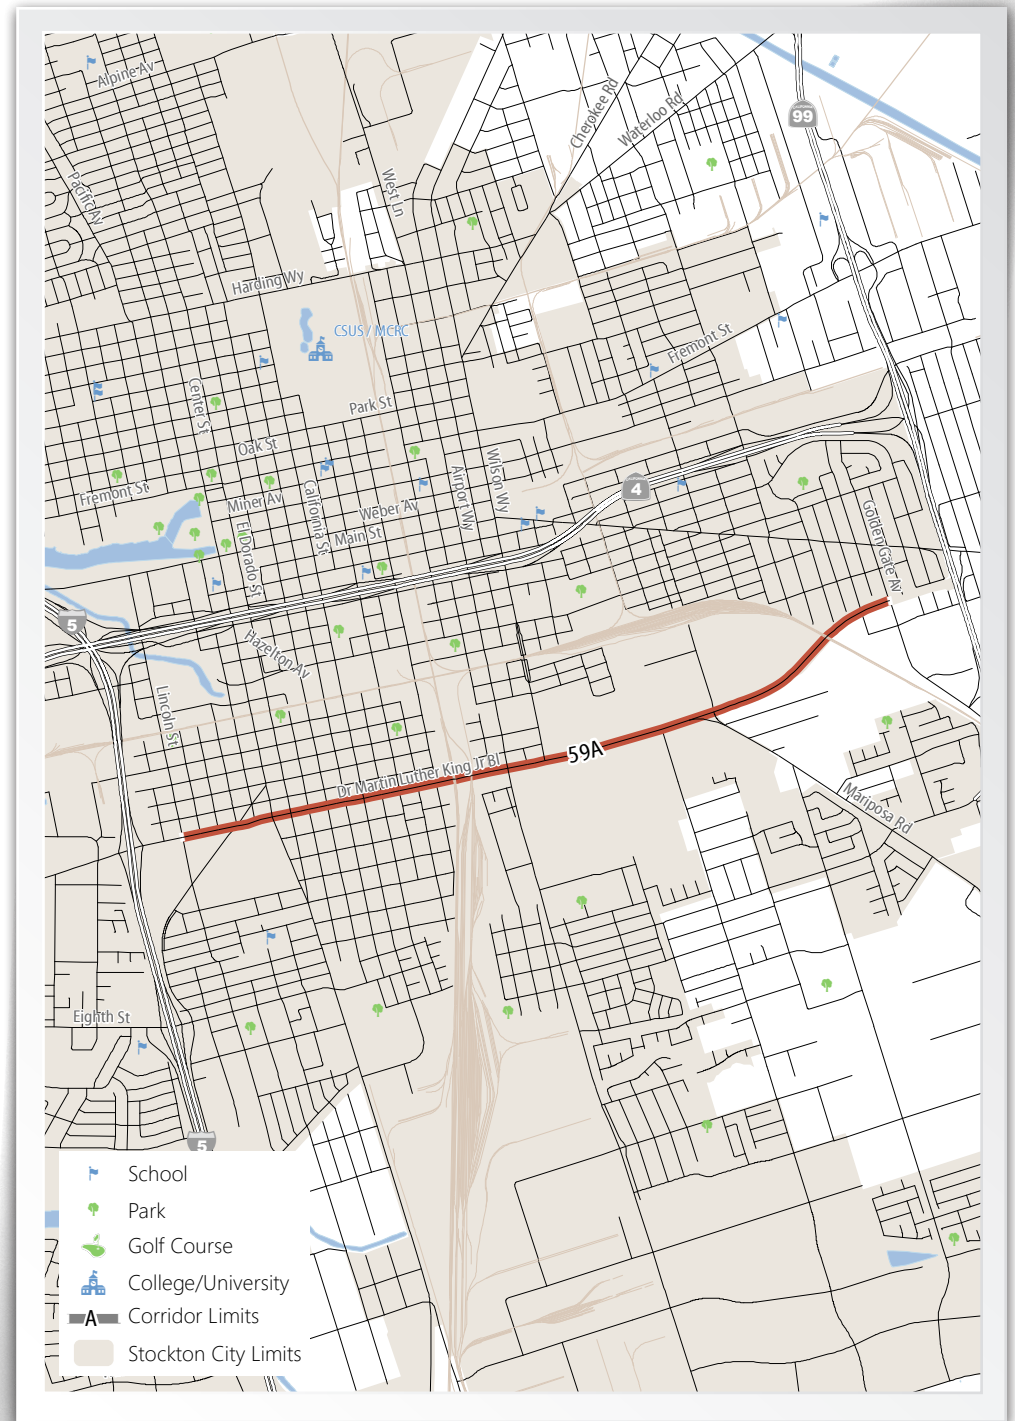 Alpine Av
99
Cherokee Rd
Waterloo Rd
Pacific Av
West Ln
Harding Wy
CSUS / MCRC
Fremont St
Center St
Park St
Oak St
Wilson Wy
Airport Wy
4
Fremont St
Miner Av
California St
Weber Av
Main St
El Dorado St
Golden Gate Av
5
Hazelton Av
Lincoln St
59A
Dr Martin Luther King Jr Bl
Mariposa Rd
Eighth St
5
School
Park
Golf Course
College/University
A Corridor Limits
Stockton City Limits